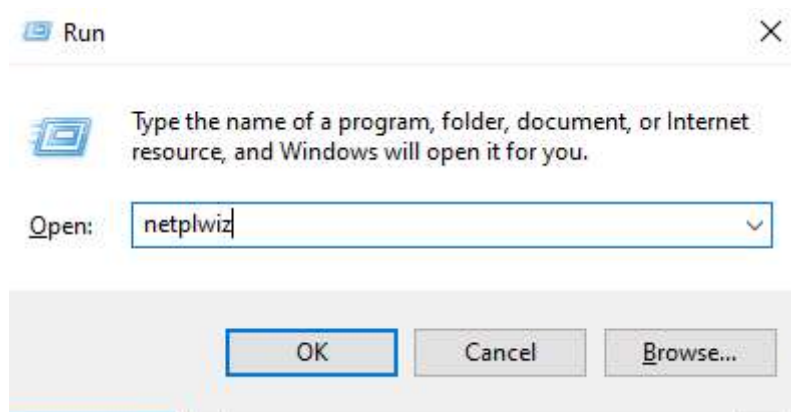 Run
Type the name of a program, folder, document, or Internet
resource, and Windows will open it for you.
Open: netplwiz
OK Cancel Browse...